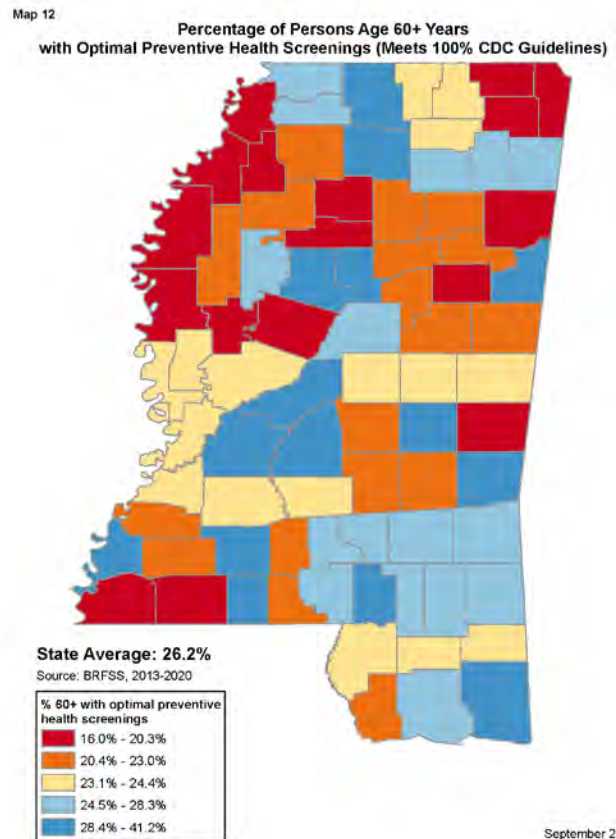 Map 12
Percentage of Persons Age 60+ Years
with Optimal Preventive Health Screenings (Meets 100% CDC Guidelines)
State Average: 26.2%
Source: BRFSS, 2013-2020
% 60+ with optimal preventive
health screenings
16.0% - 20.3%
20.4% - 23.0%
23.1% - 24.4%
24.5% - 28.3%
28.4% - 41.2%
September 2